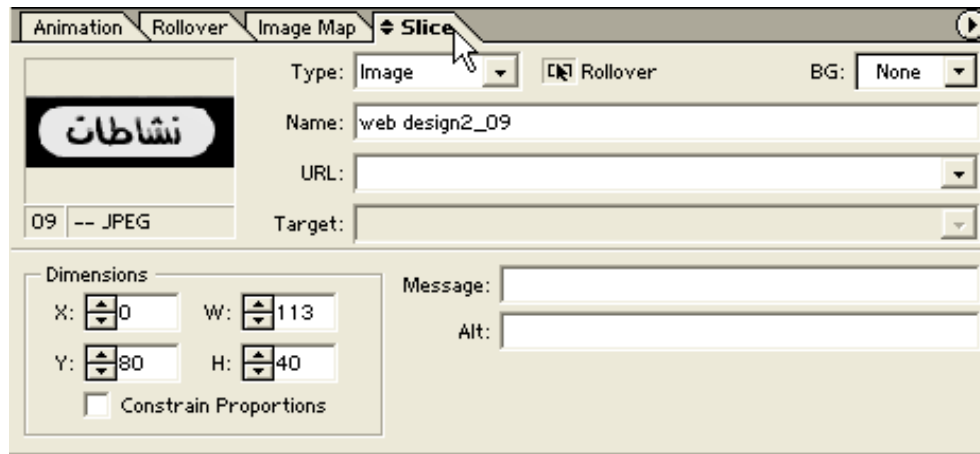 Animation Rollover Image Map Slice
Type: Image Rollover BG: None
نشاطات
Name: web design2_09
URL:
09 -- JPEG Target:
Dimensions
Message:
X: 0 W: 113
Alt:
Y: 80 H: 40
Constrain Proportions